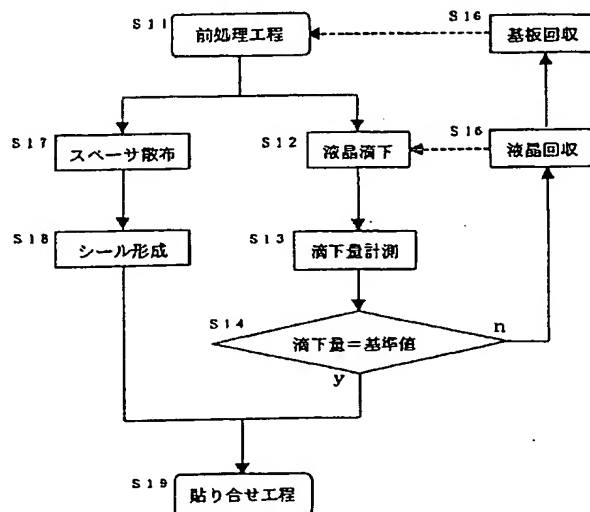 S11
前処理工程
S16
基板回収
S17
スペーサ散布
S12
液晶滴下
S16
液晶回収
S18
シール形成
S13
滴下量計測
S14
滴下量=基準値
n
y
S19
貼り合せ工程